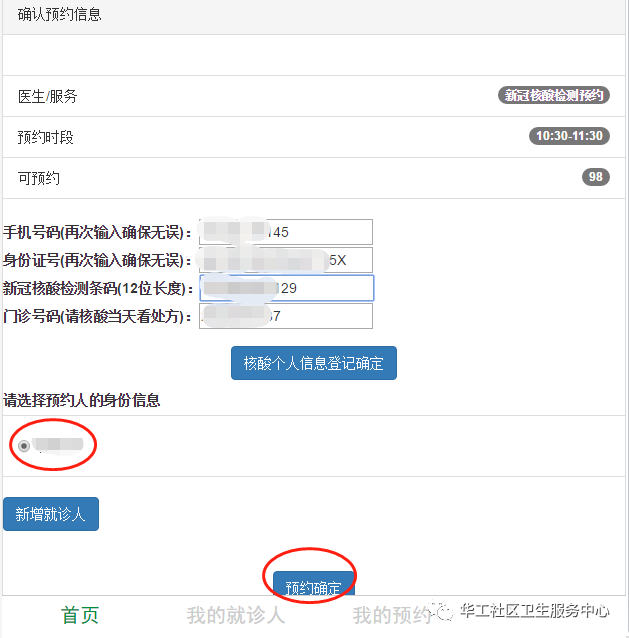 确认预约信息
医生/服务 新冠核酸检测预约
预约时段 10:30-11:30
可预约 98
手机号码(再次输入确保无误)： 145
身份证号(再次输入确保无误)： 5X
新冠核酸检测条码(12位长度)： 129
门诊号码(请核酸当天看处方)： 37
核酸个人信息登记确定
请选择预约人的身份信息
新增就诊人
预约确定
首页 我的就诊人 我的预约 华工社区卫生服务中心